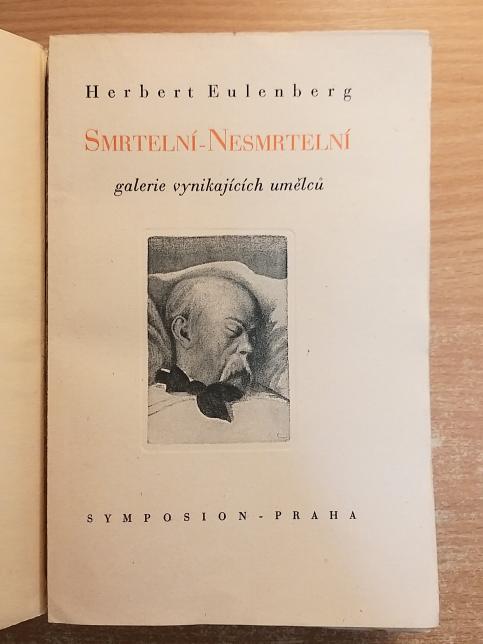 Herbert Eulenberg
SMRTELNÍ-NESMRTELNÍ
galerie vynikajících umělců
SYMPOSION - PRAHA